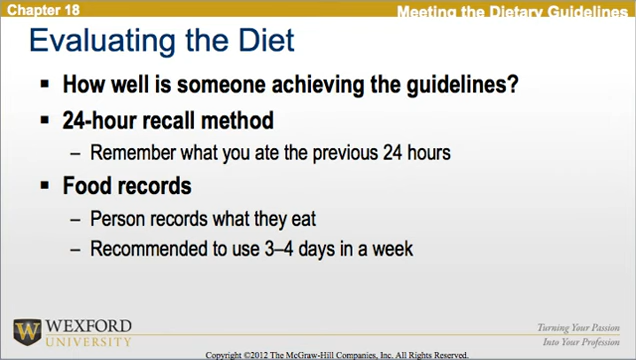 Chapter 18
Meeting the Dietary Guidelines
Evaluating the Diet
▪ How well is someone achieving the guidelines?
▪ 24-hour recall method
– Remember what you ate the previous 24 hours
▪ Food records
– Person records what they eat
– Recommended to use 3–4 days in a week
WEXFORD
UNIVERSITY
Turning Your Passion
Into Your Profession
Copyright ©2012 The McGraw-Hill Companies, Inc. All Rights Reserved.